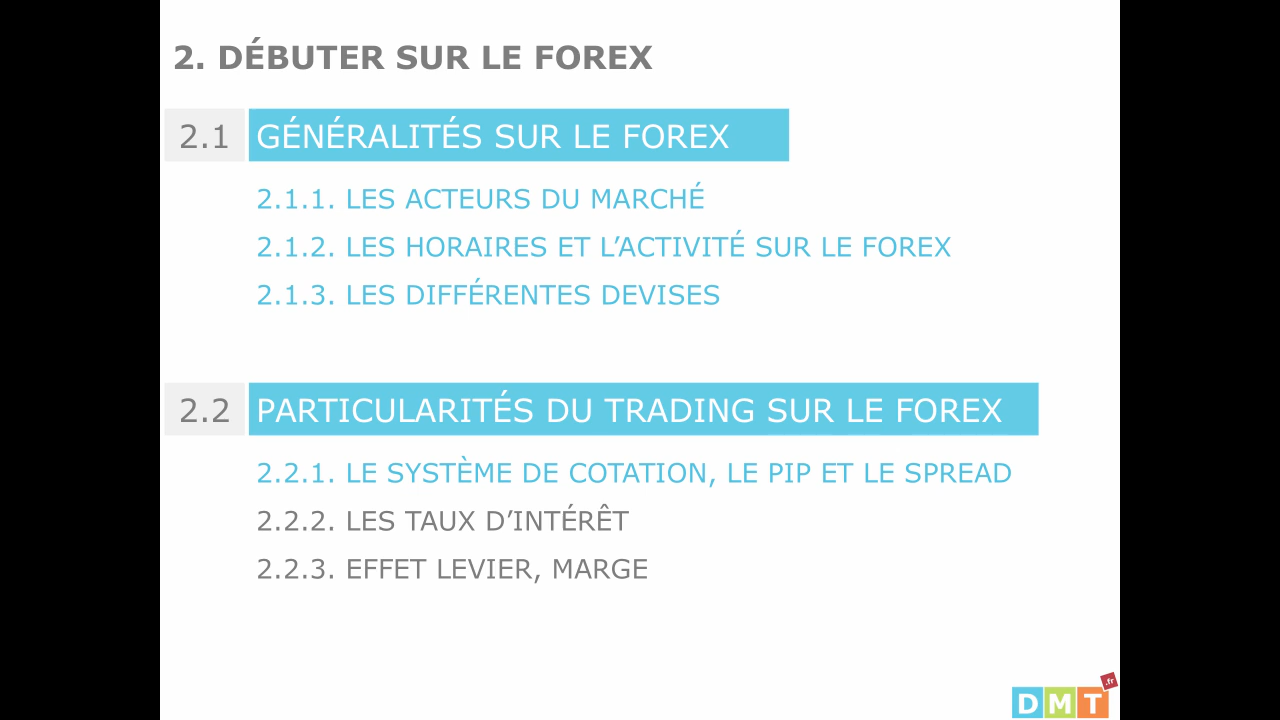 2. DÉBUTER SUR LE FOREX
2.1 GÉNÉRALITÉS SUR LE FOREX
2.1.1. LES ACTEURS DU MARCHÉ
2.1.2. LES HORAIRES ET L’ACTIVITÉ SUR LE FOREX
2.1.3. LES DIFFÉRENTES DEVISES
2.2 PARTICULARITÉS DU TRADING SUR LE FOREX
2.2.1. LE SYSTÈME DE COTATION, LE PIP ET LE SPREAD
2.2.2. LES TAUX D’INTÉRÊT
2.2.3. EFFET LEVIER, MARGE
DMT.fr